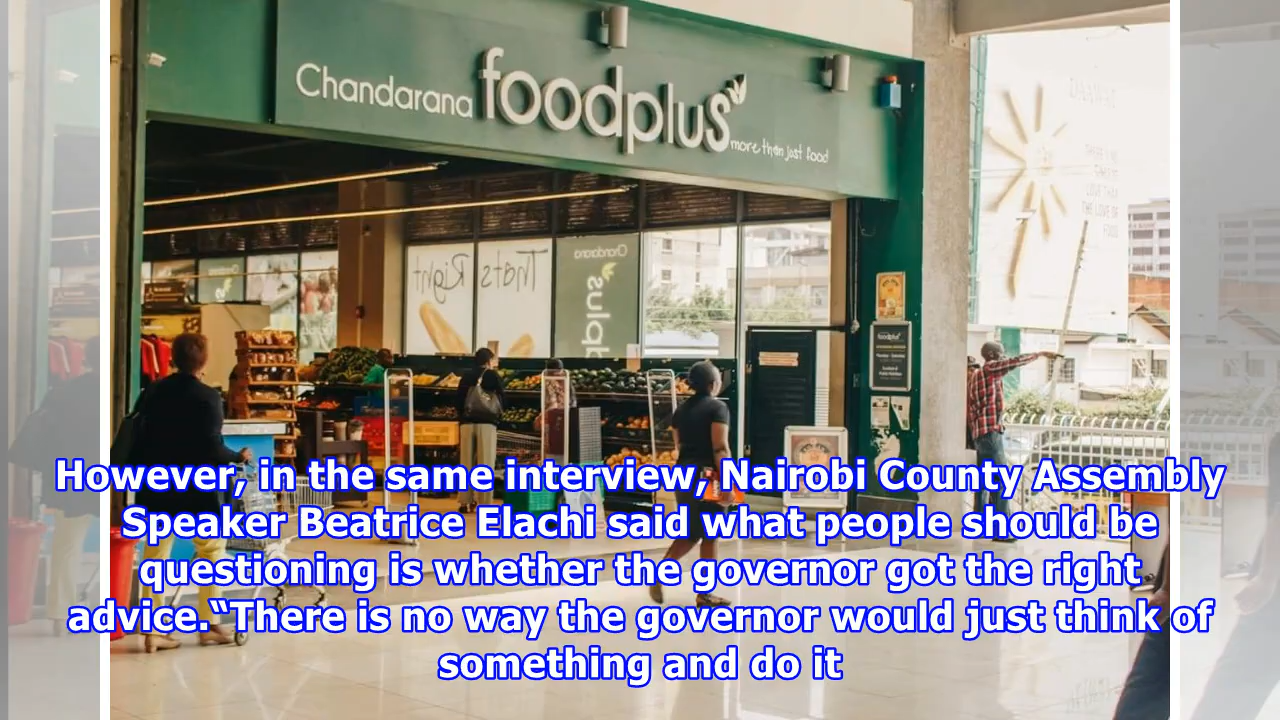 Chandarana foodplus
more than just food
Chandarana
However, in the same interview, Nairobi County Assembly
Speaker Beatrice Elachi said what people should be
questioning is whether the governor got the right
advice.“There is no way the governor would just think of
something and do it